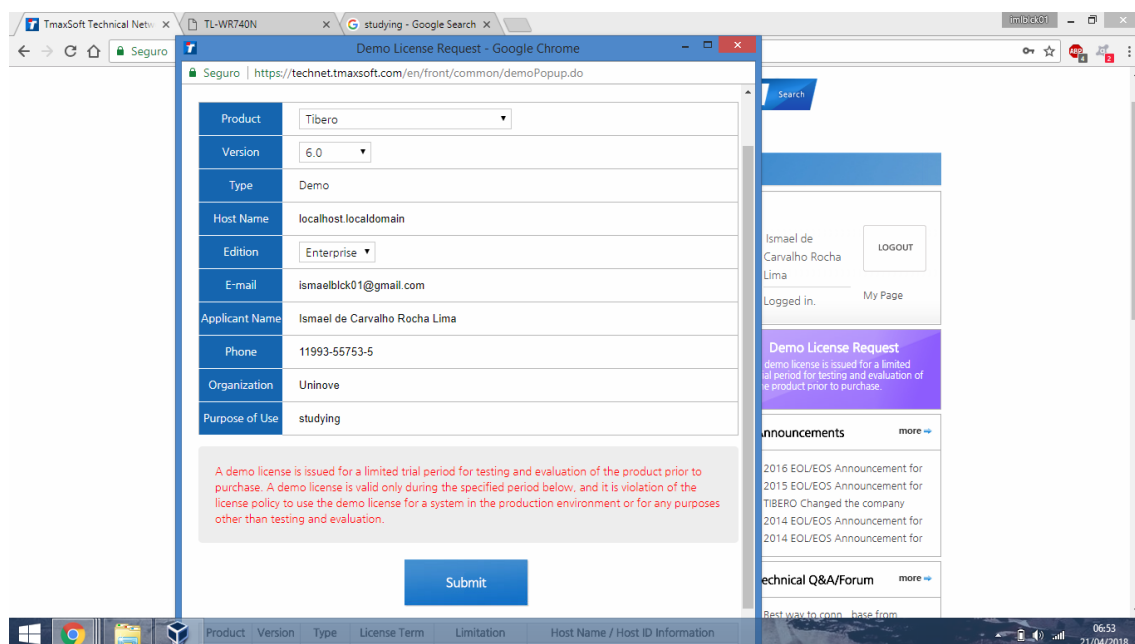 TmaxSoft Technical Netw
TL-WR740N
studying - Google Search
imlblck01
Seguro
Demo License Request - Google Chrome
Seguro | https://technet.tmaxsoft.com/en/front/common/demoPopup.do
Search
Product Tibero
Version 6.0
Type Demo
Host Name localhost.localdomain
Edition Enterprise
E-mail ismaelblck01@gmail.com
Applicant Name Ismael de Carvalho Rocha Lima
Phone 11993-55753-5
Organization Uninove
Purpose of Use studying
A demo license is issued for a limited trial period for testing and evaluation of the product prior to
purchase. A demo license is valid only during the specified period below, and it is violation of the
license policy to use the demo license for a system in the production environment or for any purposes
other than testing and evaluation.
Submit
Product Version Type License Term Limitation Host Name / Host ID Information
Ismael de
Carvalho Rocha
Lima
Logged in.
LOGOUT
My Page
Demo License Request
demo license is issued for a limited
ial period for testing and evaluation of
e product prior to purchase.
nnouncements more
2016 EOL/EOS Announcement for
2015 EOL/EOS Announcement for
TIBERO Changed the company
2014 EOL/EOS Announcement for
2014 EOL/EOS Announcement for
echnical Q&A/Forum more
Best way to conn base from
06:53
21/04/2018